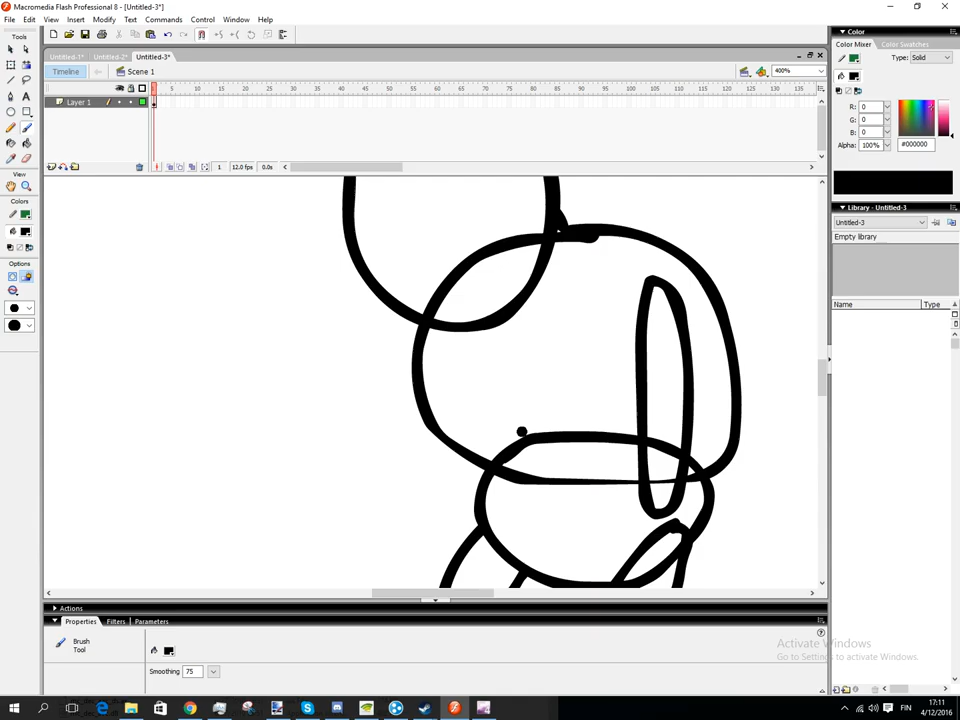 Macromedia Flash Professional 8 - [Untitled-3*]
File Edit View Insert Modify Text Commands Control Window Help
Tools
Untitled-1* Untitled-2* Untitled-3*
Timeline Scene 1 400%
1 5 10 15 20 25 30 35 40 45 50 55 60 65 70 75 80 85 90 95 100 105 110 115 120 125 130 135
Layer 1
1 12.0 fps 0.0s
View
Colors
Options
Color
Color Mixer Color Swatches
Type: Solid
R: 0
G: 0
B: 0
Alpha: 100% #000000
Library - Untitled-3
Untitled-3
Empty library
Name Type
Actions
Properties Filters Parameters
Brush
Tool
Smoothing 75
Activate Windows
Go to Settings to activate Windows.
FIN
17:11
4/12/2016